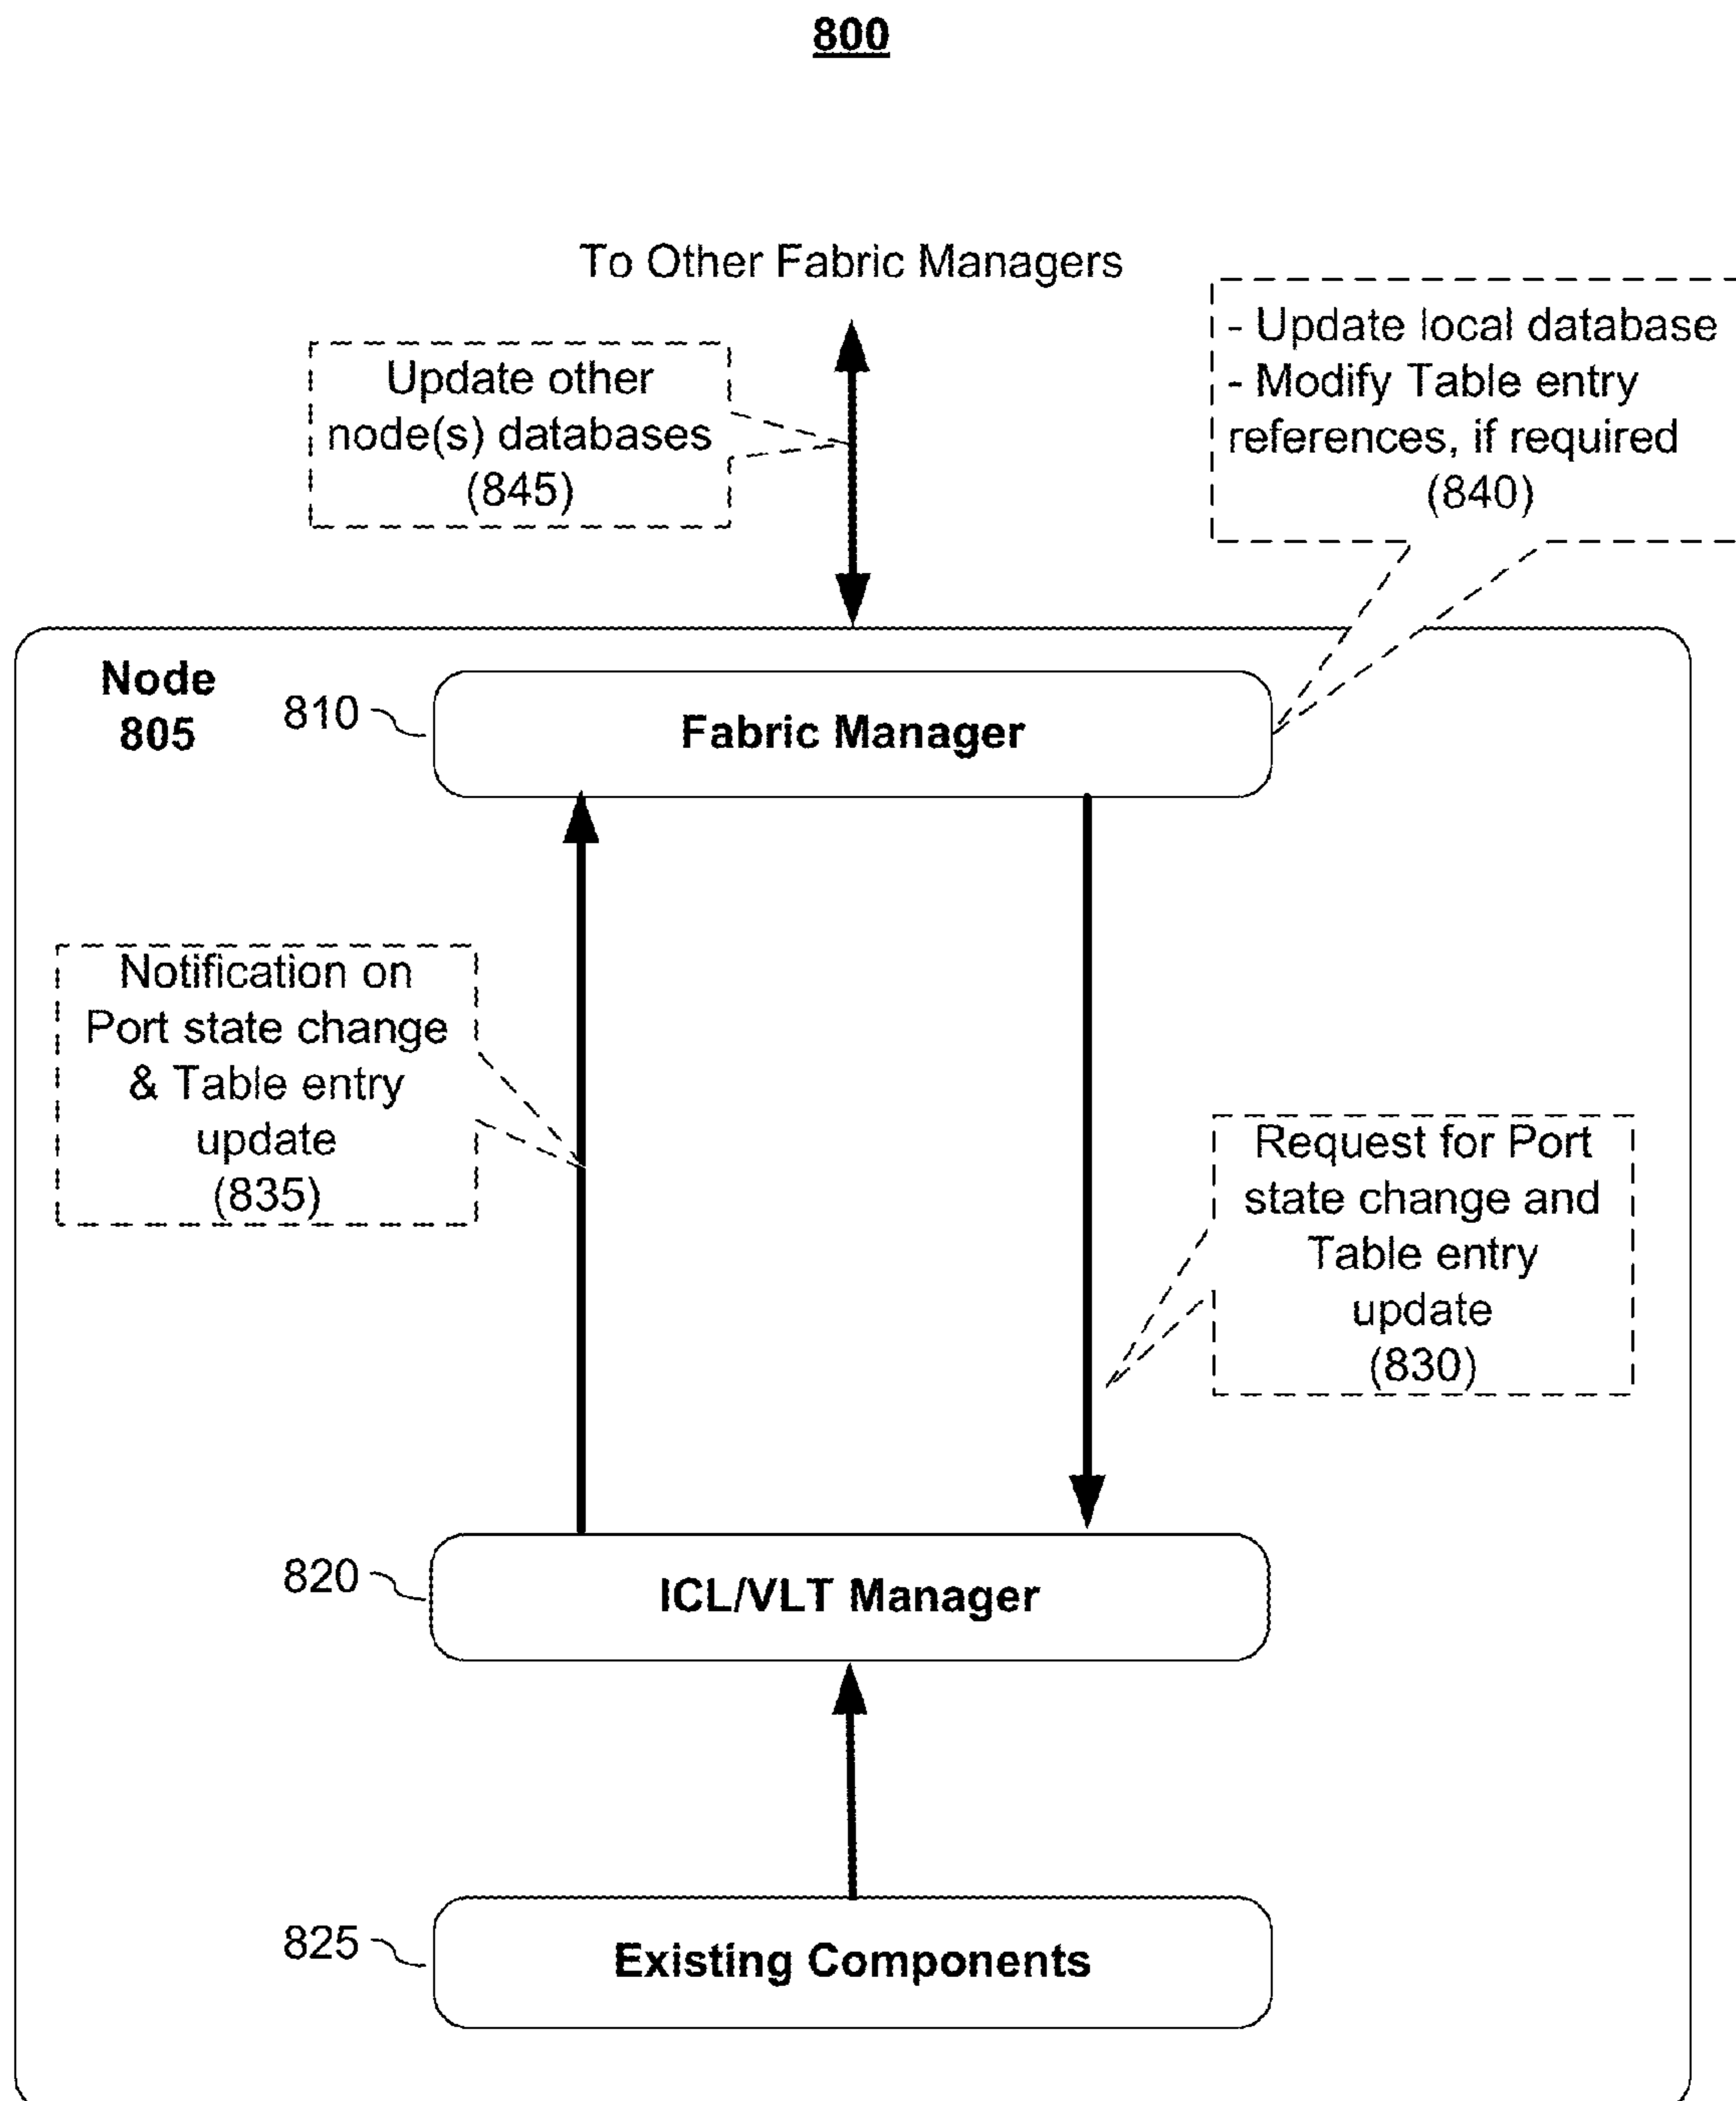 800
To Other Fabric Managers
Update other
node(s) databases
(845)
- Update local database
- Modify Table entry
references, if required
(840)
Node
805
810
Fabric Manager
Notification on
Port state change
& Table entry
update
(835)
Request for Port
state change and
Table entry
update
(830)
820
ICL/VLT Manager
825
Existing Components